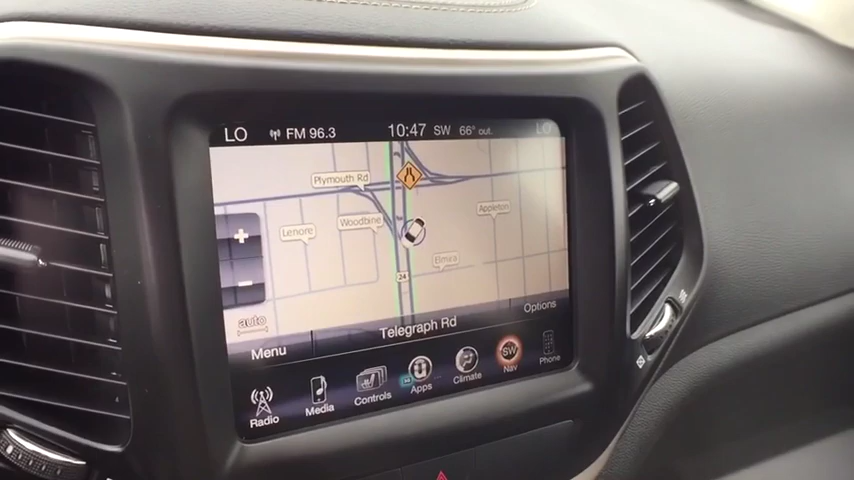 LO FM 96.3 10:47 SW 66° out. LO
Plymouth Rd
Lenore
Woodbine
Appleton
Elmira
24
auto
Menu
Telegraph Rd
Options
Radio
Media
Controls
Apps
Climate
SW
Nav
Phone